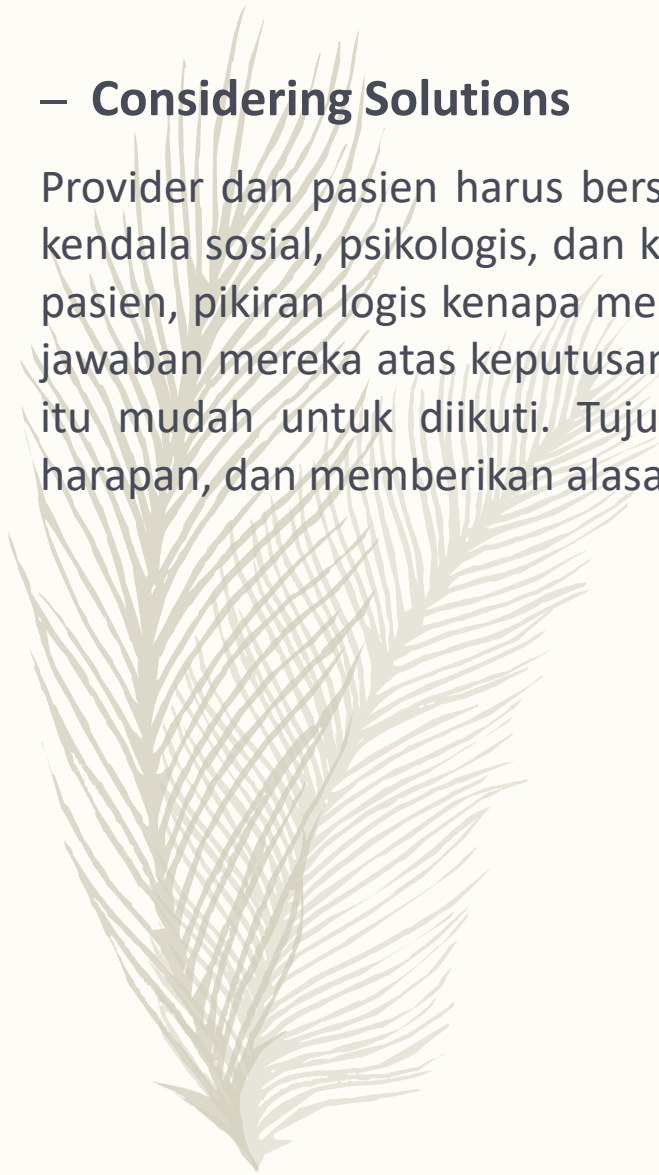 – Considering Solutions
Provider dan pasien harus bers
kendala sosial, psikologis, dan k
pasien, pikiran logis kenapa me
jawaban mereka atas keputusan
itu mudah untuk diikuti. Tuju
harapan, dan memberikan alasa